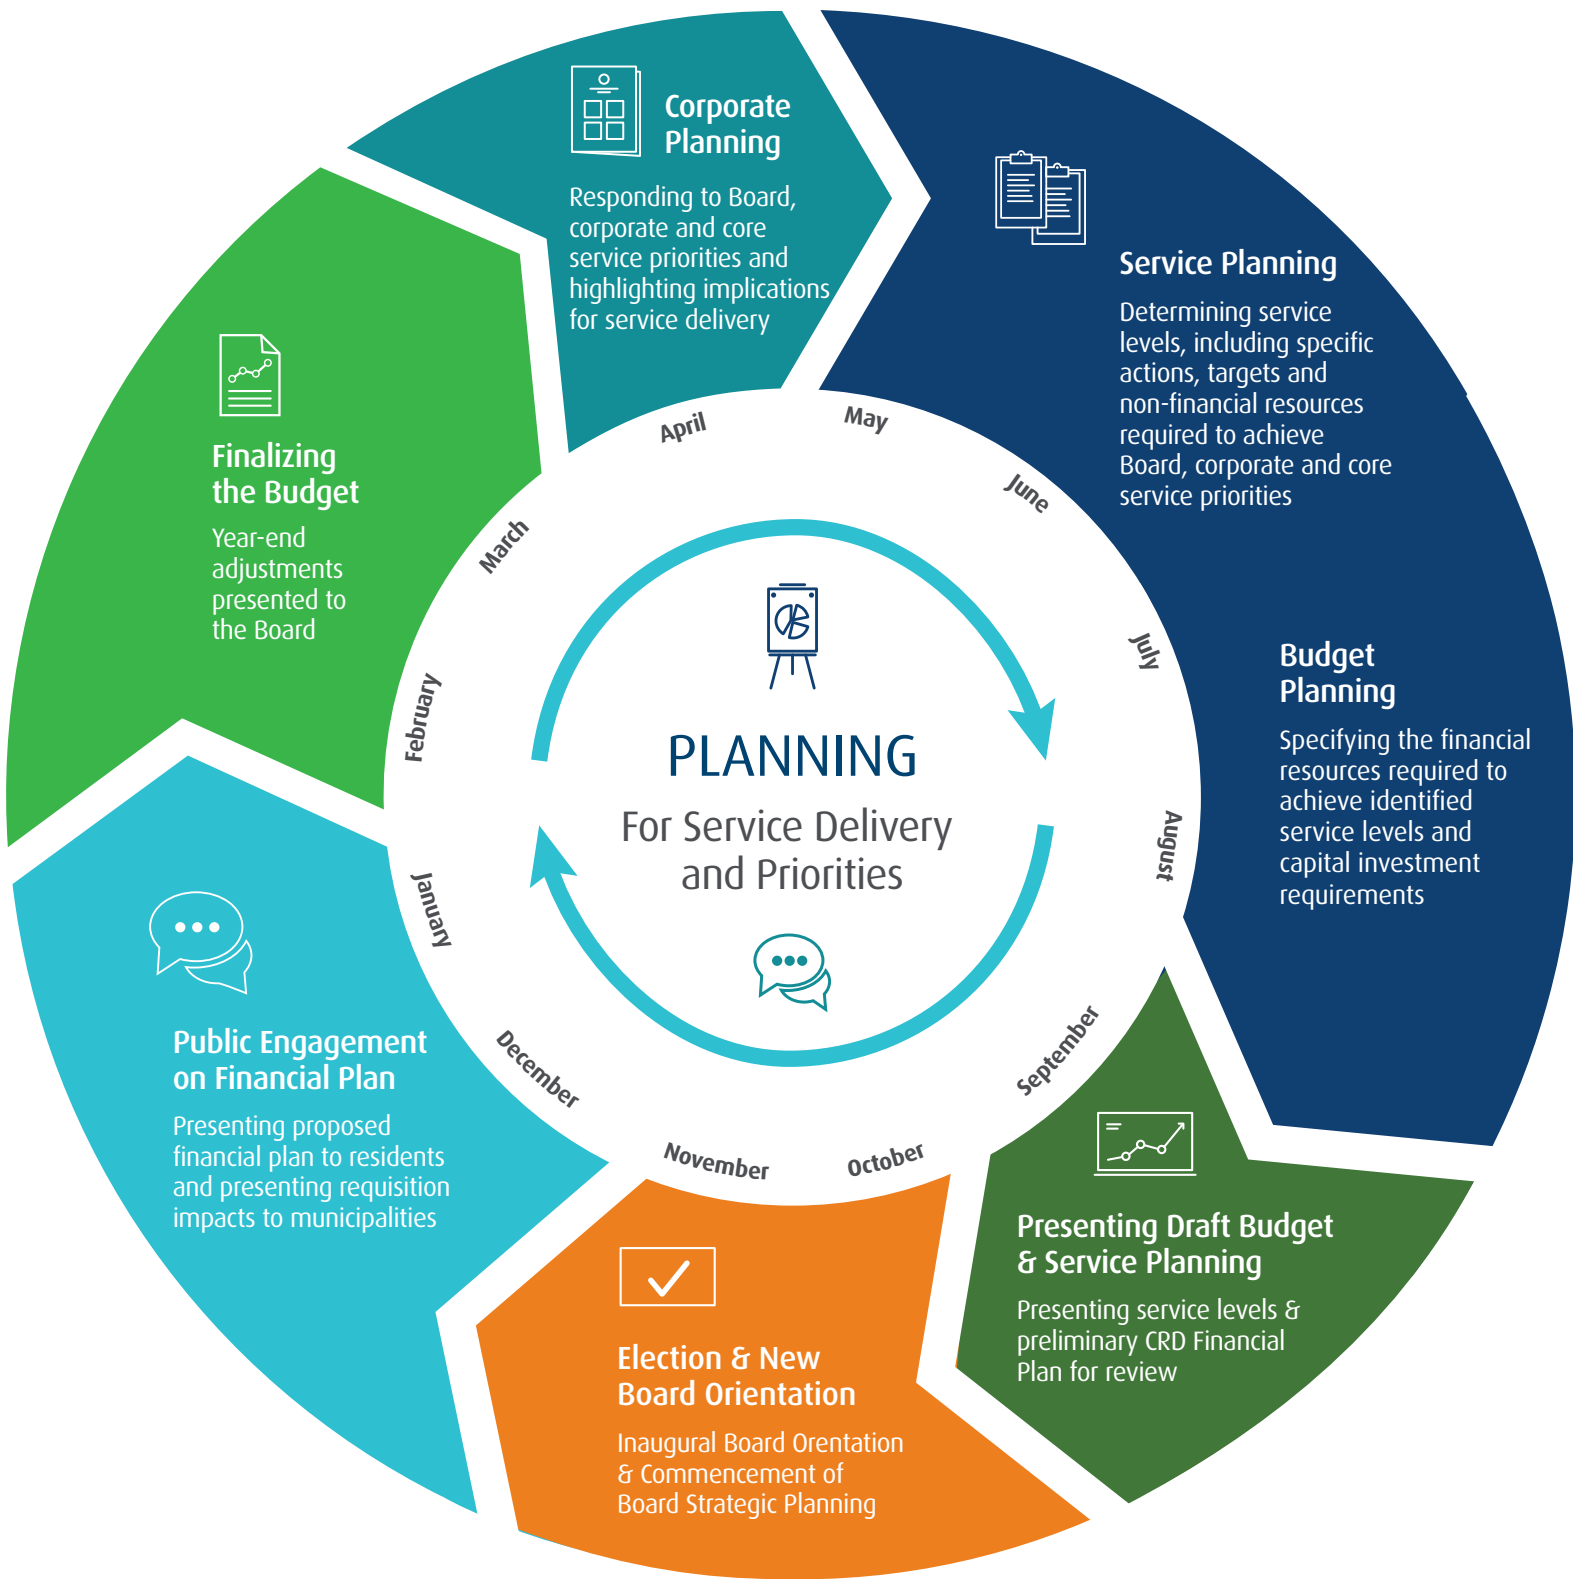 Corporate
Planning
Responding to Board,
corporate and core
service priorities and
highlighting implications
for service delivery
Service Planning
Determining service
levels, including specific
actions, targets and
non-financial resources
required to achieve
Board, corporate and core
service priorities
Budget
Planning
Specifying the financial
resources required to
achieve identified
service levels and
capital investment
requirements
Presenting Draft Budget
& Service Planning
Presenting service levels &
preliminary CRD Financial
Plan for review
Election & New
Board Orientation
Inaugural Board Orentation
& Commencement of
Board Strategic Planning
Public Engagement
on Financial Plan
Presenting proposed
financial plan to residents
and presenting requisition
impacts to municipalities
Finalizing
the Budget
Year-end
adjustments
presented to
the Board
January
February
March
April
May
June
July
August
September
October
November
December
PLANNING
For Service Delivery
and Priorities